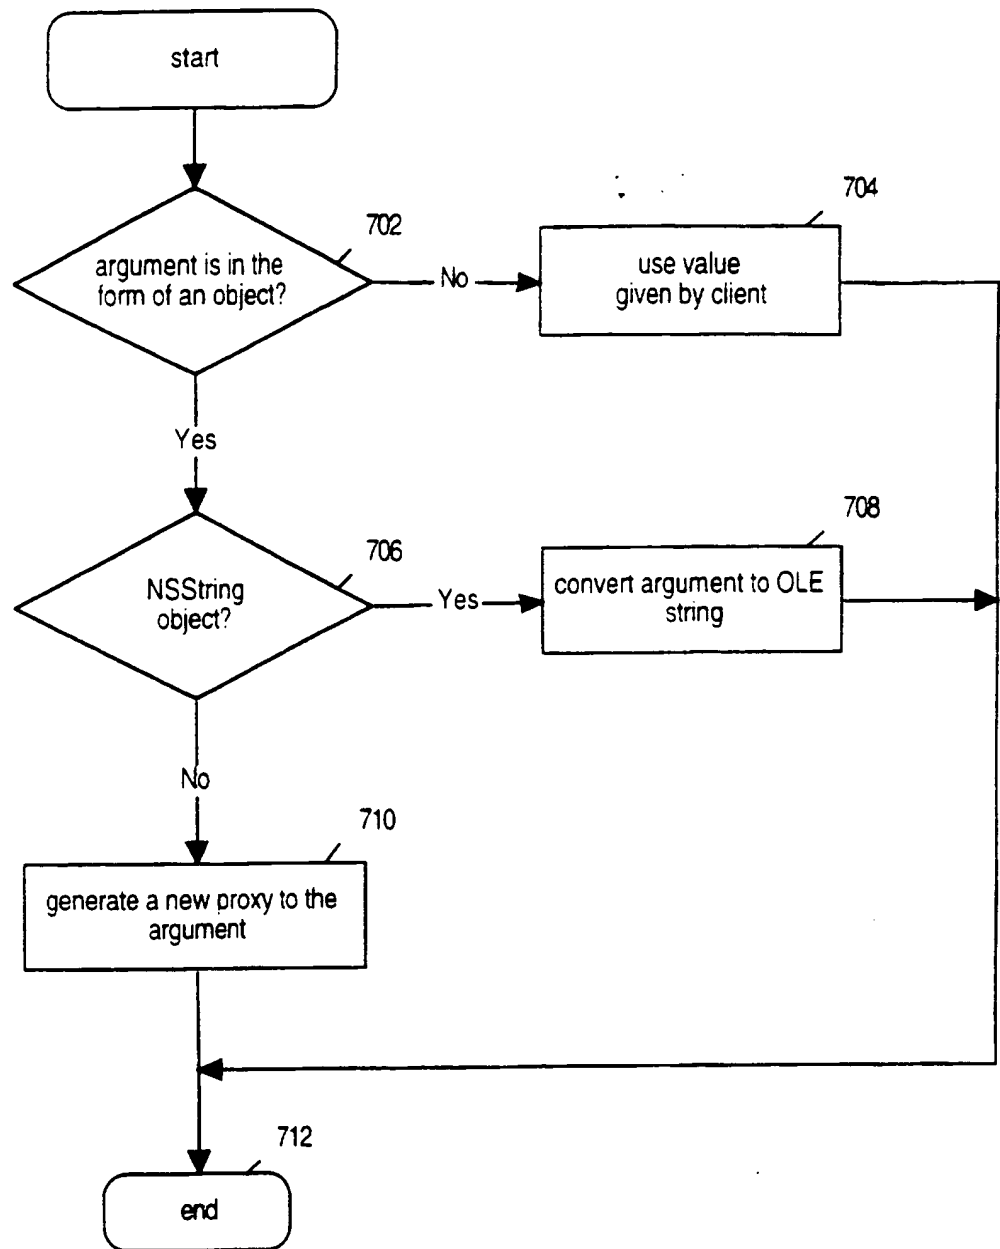 start
702
argument is in the
form of an object?
No
704
use value
given by client
Yes
706
NSString
object?
Yes
708
convert argument to OLE
string
No
710
generate a new proxy to the
argument
712
end